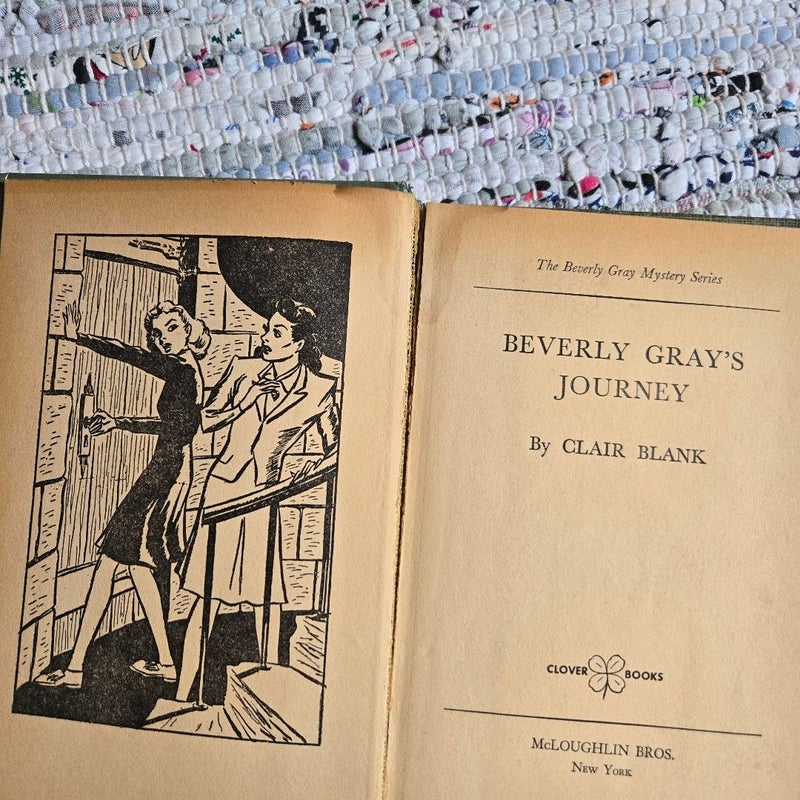 The Beverly Gray Mystery Series
BEVERLY GRAY'S
JOURNEY
By CLAIR BLANK
CLOVER BOOKS
McLOUGHLIN BROS.
New York